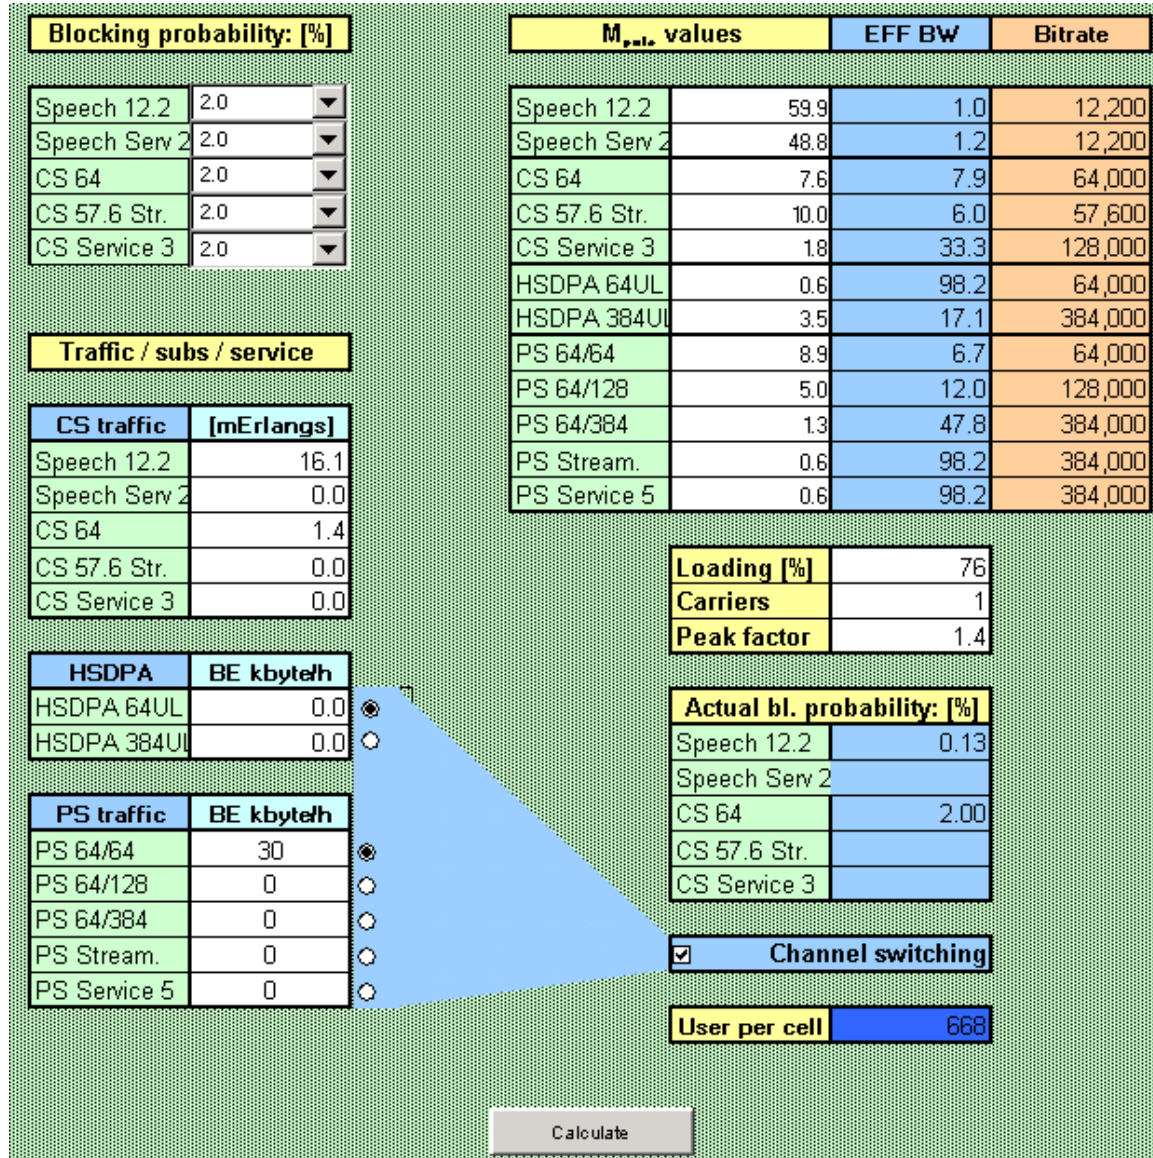 Blocking probability: [%]
Speech 12.2 2.0
Speech Serv 2 2.0
CS 64 2.0
CS 57.6 Str. 2.0
CS Service 3 2.0
Traffic / subs / service
CS traffic [mErlangs]
Speech 12.2 16.1
Speech Serv 2 0.0
CS 64 1.4
CS 57.6 Str. 0.0
CS Service 3 0.0
HSDPA BE kbyte/h
HSDPA 64UL 0.0
HSDPA 384UL 0.0
PS traffic BE kbyte/h
PS 64/64 30
PS 64/128 0
PS 64/384 0
PS Stream. 0
PS Service 5 0
M values EFF BW Bitrate
Speech 12.2 59.9 1.0 12,200
Speech Serv 2 48.8 1.2 12,200
CS 64 7.6 7.9 64,000
CS 57.6 Str. 10.0 6.0 57,600
CS Service 3 1.8 33.3 128,000
HSDPA 64UL 0.6 98.2 64,000
HSDPA 384UL 3.5 17.1 384,000
PS 64/64 8.9 6.7 64,000
PS 64/128 5.0 12.0 128,000
PS 64/384 1.3 47.8 384,000
PS Stream. 0.6 98.2 384,000
PS Service 5 0.6 98.2 384,000
Loading [%] 76
Carriers 1
Peak factor 1.4
Actual bl. probability: [%]
Speech 12.2 0.13
Speech Serv 2
CS 64 2.00
CS 57.6 Str.
CS Service 3
Channel switching
User per cell 668
Calculate